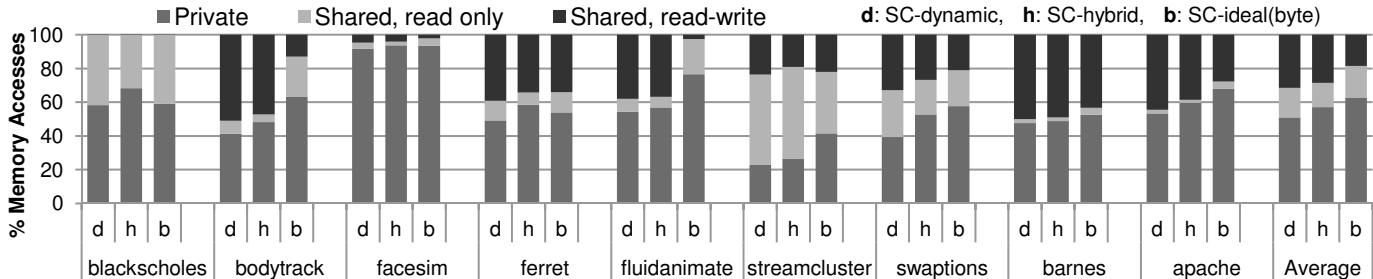 Private Shared, read only Shared, read-write d: SC-dynamic, h: SC-hybrid, b: SC-ideal(byte)
% Memory Accesses
100
80
60
40
20
0
d h b d h b d h b d h b d h b d h b d h b d h b d h b d h b
blackscholes bodytrack facesim ferret fluidanimate streamcluster swaptions barnes apache Average